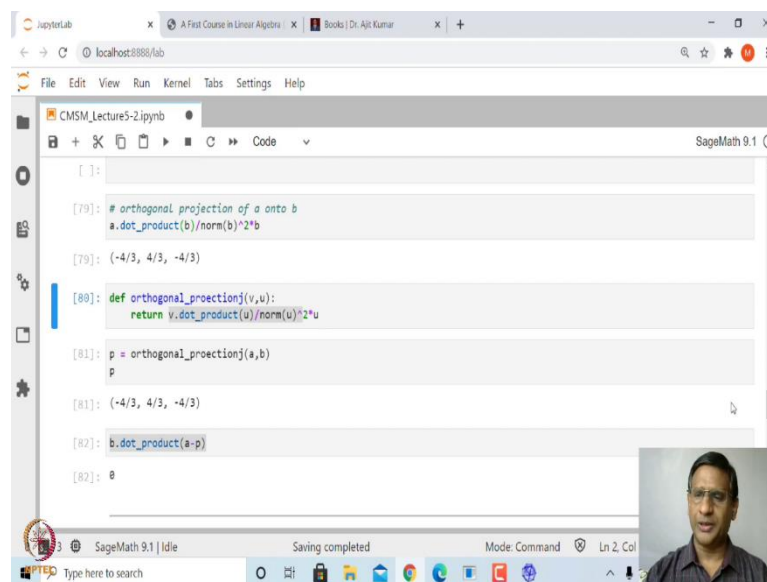 JupyterLab
A First Course in Linear Algebra
Books | Dr. Ajit Kumar
localhost:8888/lab
M
File Edit View Run Kernel Tabs Settings Help
CMSM_Lecture5-2.ipynb
Code
SageMath 9.1
[ ]:
[79]: # orthogonal projection of a onto b
a.dot_product(b)/norm(b)^2*b
[79]: (-4/3, 4/3, -4/3)
[80]: def orthogonal_proectionj(v,u):
return v.dot_product(u)/norm(u)^2*u
[81]: p = orthogonal_proectionj(a,b)
p
[81]: (-4/3, 4/3, -4/3)
[82]: b.dot_product(a-p)
[82]: 0
3 SageMath 9.1 | Idle Saving completed Mode: Command Ln 2, Col
Type here to search